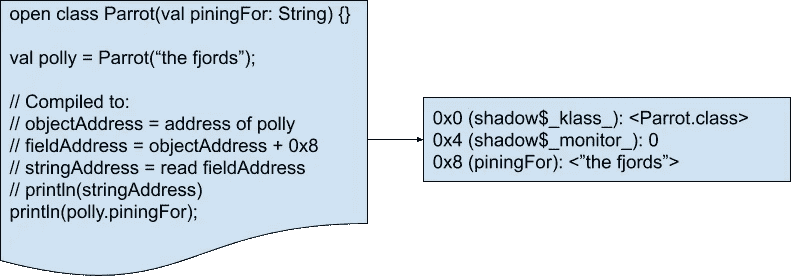 open class Parrot(val piningFor: String) {}
val polly = Parrot(“the fjords”);
// Compiled to:
// objectAddress = address of polly
// fieldAddress = objectAddress + 0x8
// stringAddress = read fieldAddress
// println(stringAddress)
println(polly.piningFor);
0x0 (shadow$_klass_): <Parrot.class>
0x4 (shadow$_monitor_): 0
0x8 (piningFor): <”the fjords”>